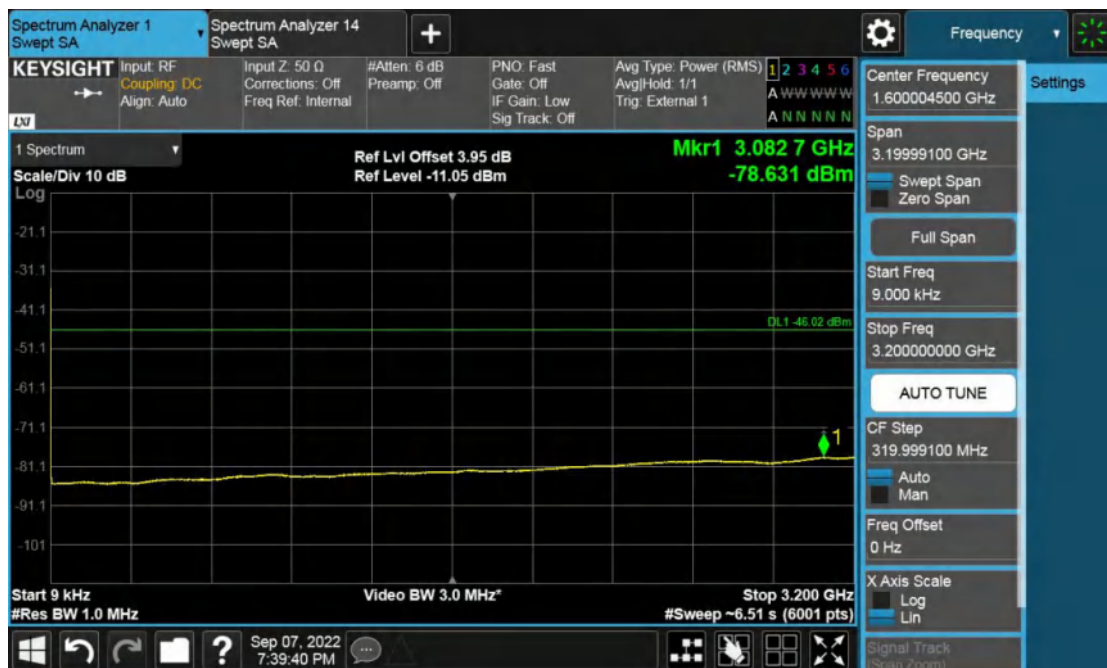 Spectrum Analyzer 1
Swept SA
Spectrum Analyzer 14
Swept SA
+
Frequency
KEYSIGHT
LXI
Input: RF
Coupling: DC
Align: Auto
Input Z: 50 Ω
Corrections: Off
Freq Ref: Internal
#Atten: 6 dB
Preamp: Off
PNO: Fast
Gate: Off
IF Gain: Low
Sig Track: Off
Avg Type: Power (RMS)
Avg|Hold: 1/1
Trig: External 1
1 2 3 4 5 6
A W W W W W
A N N N N N
1 Spectrum
Scale/Div 10 dB
Ref Lvl Offset 3.95 dB
Ref Level -11.05 dBm
Mkr1 3.082 7 GHz
-78.631 dBm
Log
-21.1
-31.1
-41.1
-51.1
-61.1
-71.1
-81.1
-91.1
-101
DL1 -46.02 dBm
1
Start 9 kHz
#Res BW 1.0 MHz
Video BW 3.0 MHz*
Stop 3.200 GHz
#Sweep ~6.51 s (6001 pts)
Center Frequency
1.600004500 GHz
Span
3.19999100 GHz
Swept Span
Zero Span
Full Span
Start Freq
9.000 kHz
Stop Freq
3.200000000 GHz
AUTO TUNE
CF Step
319.999100 MHz
Auto
Man
Freq Offset
0 Hz
X Axis Scale
Log
Lin
Signal Track
(Span Zoom)
Settings
?
Sep 07, 2022
7:39:40 PM